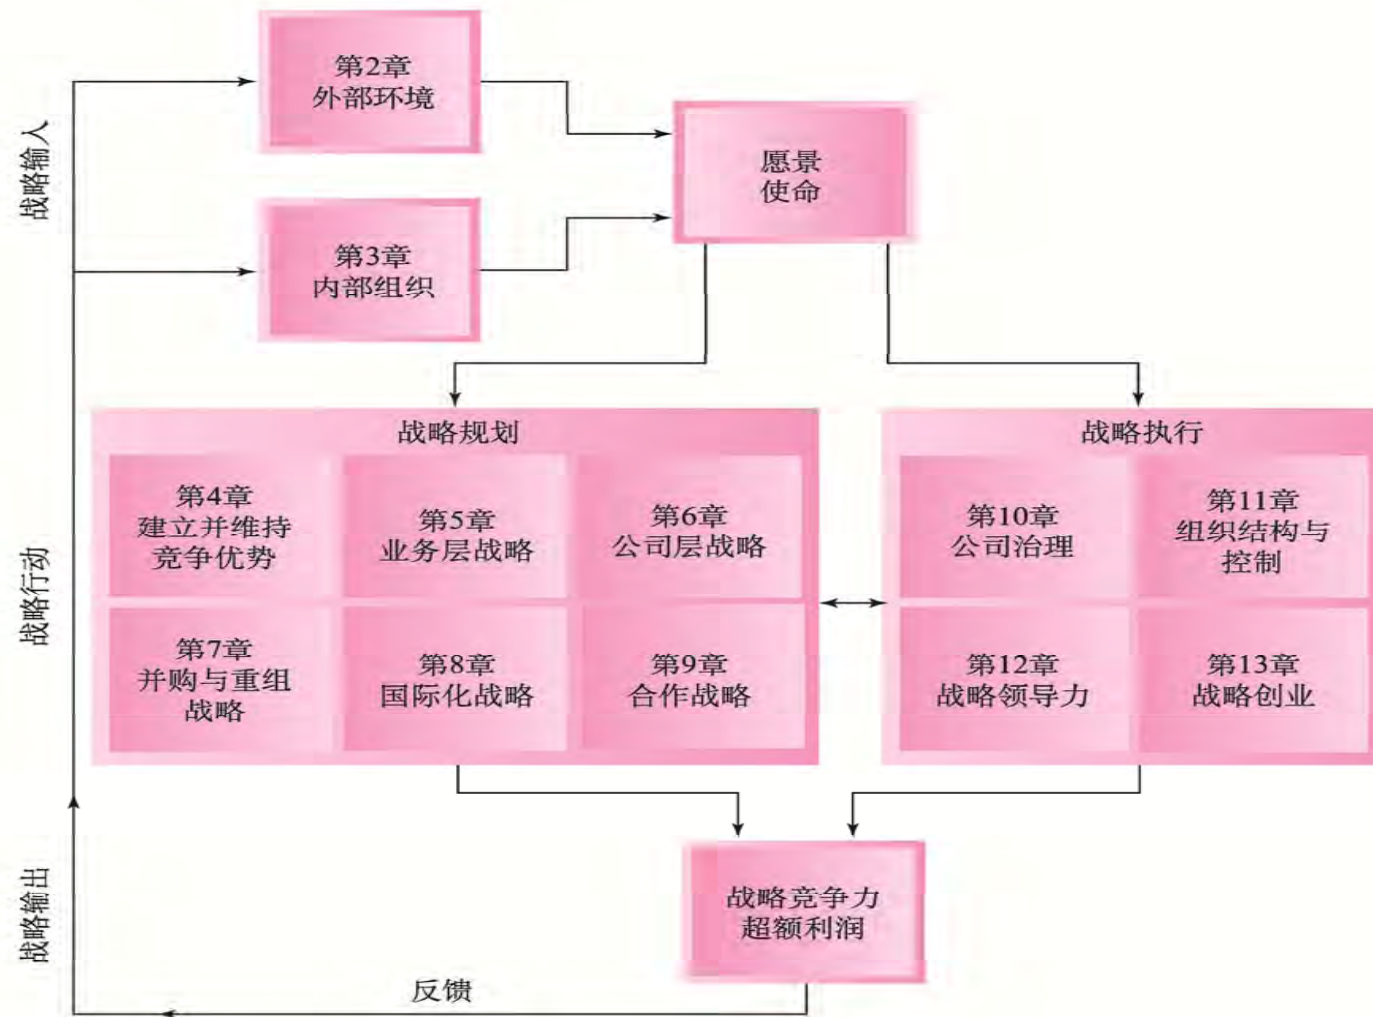 战略输入
第2章
外部环境
愿景
使命
第3章
内部组织
战略行动
战略规划
第4章
建立并维持
竞争优势
第5章
业务层战略
第6章
公司层战略
第7章
并购与重组
战略
第8章
国际化战略
第9章
合作战略
战略执行
第10章
公司治理
第11章
组织结构与
控制
第12章
战略领导力
第13章
战略创业
战略输出
战略竞争力
超额利润
反馈